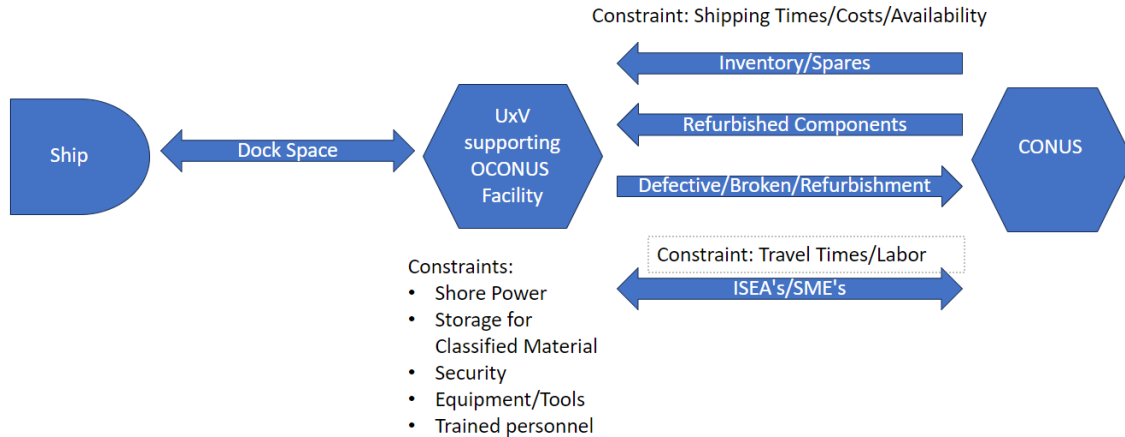 Constraint: Shipping Times/Costs/Availability
Inventory/Spares
Refurbished Components
Defective/Broken/Refurbishment
Ship
Dock Space
UxV
supporting
OCONUS
Facility
CONUS
Constraint: Travel Times/Labor
ISEA's/SME's
Constraints:
• Shore Power
• Storage for
Classified Material
• Security
• Equipment/Tools
• Trained personnel